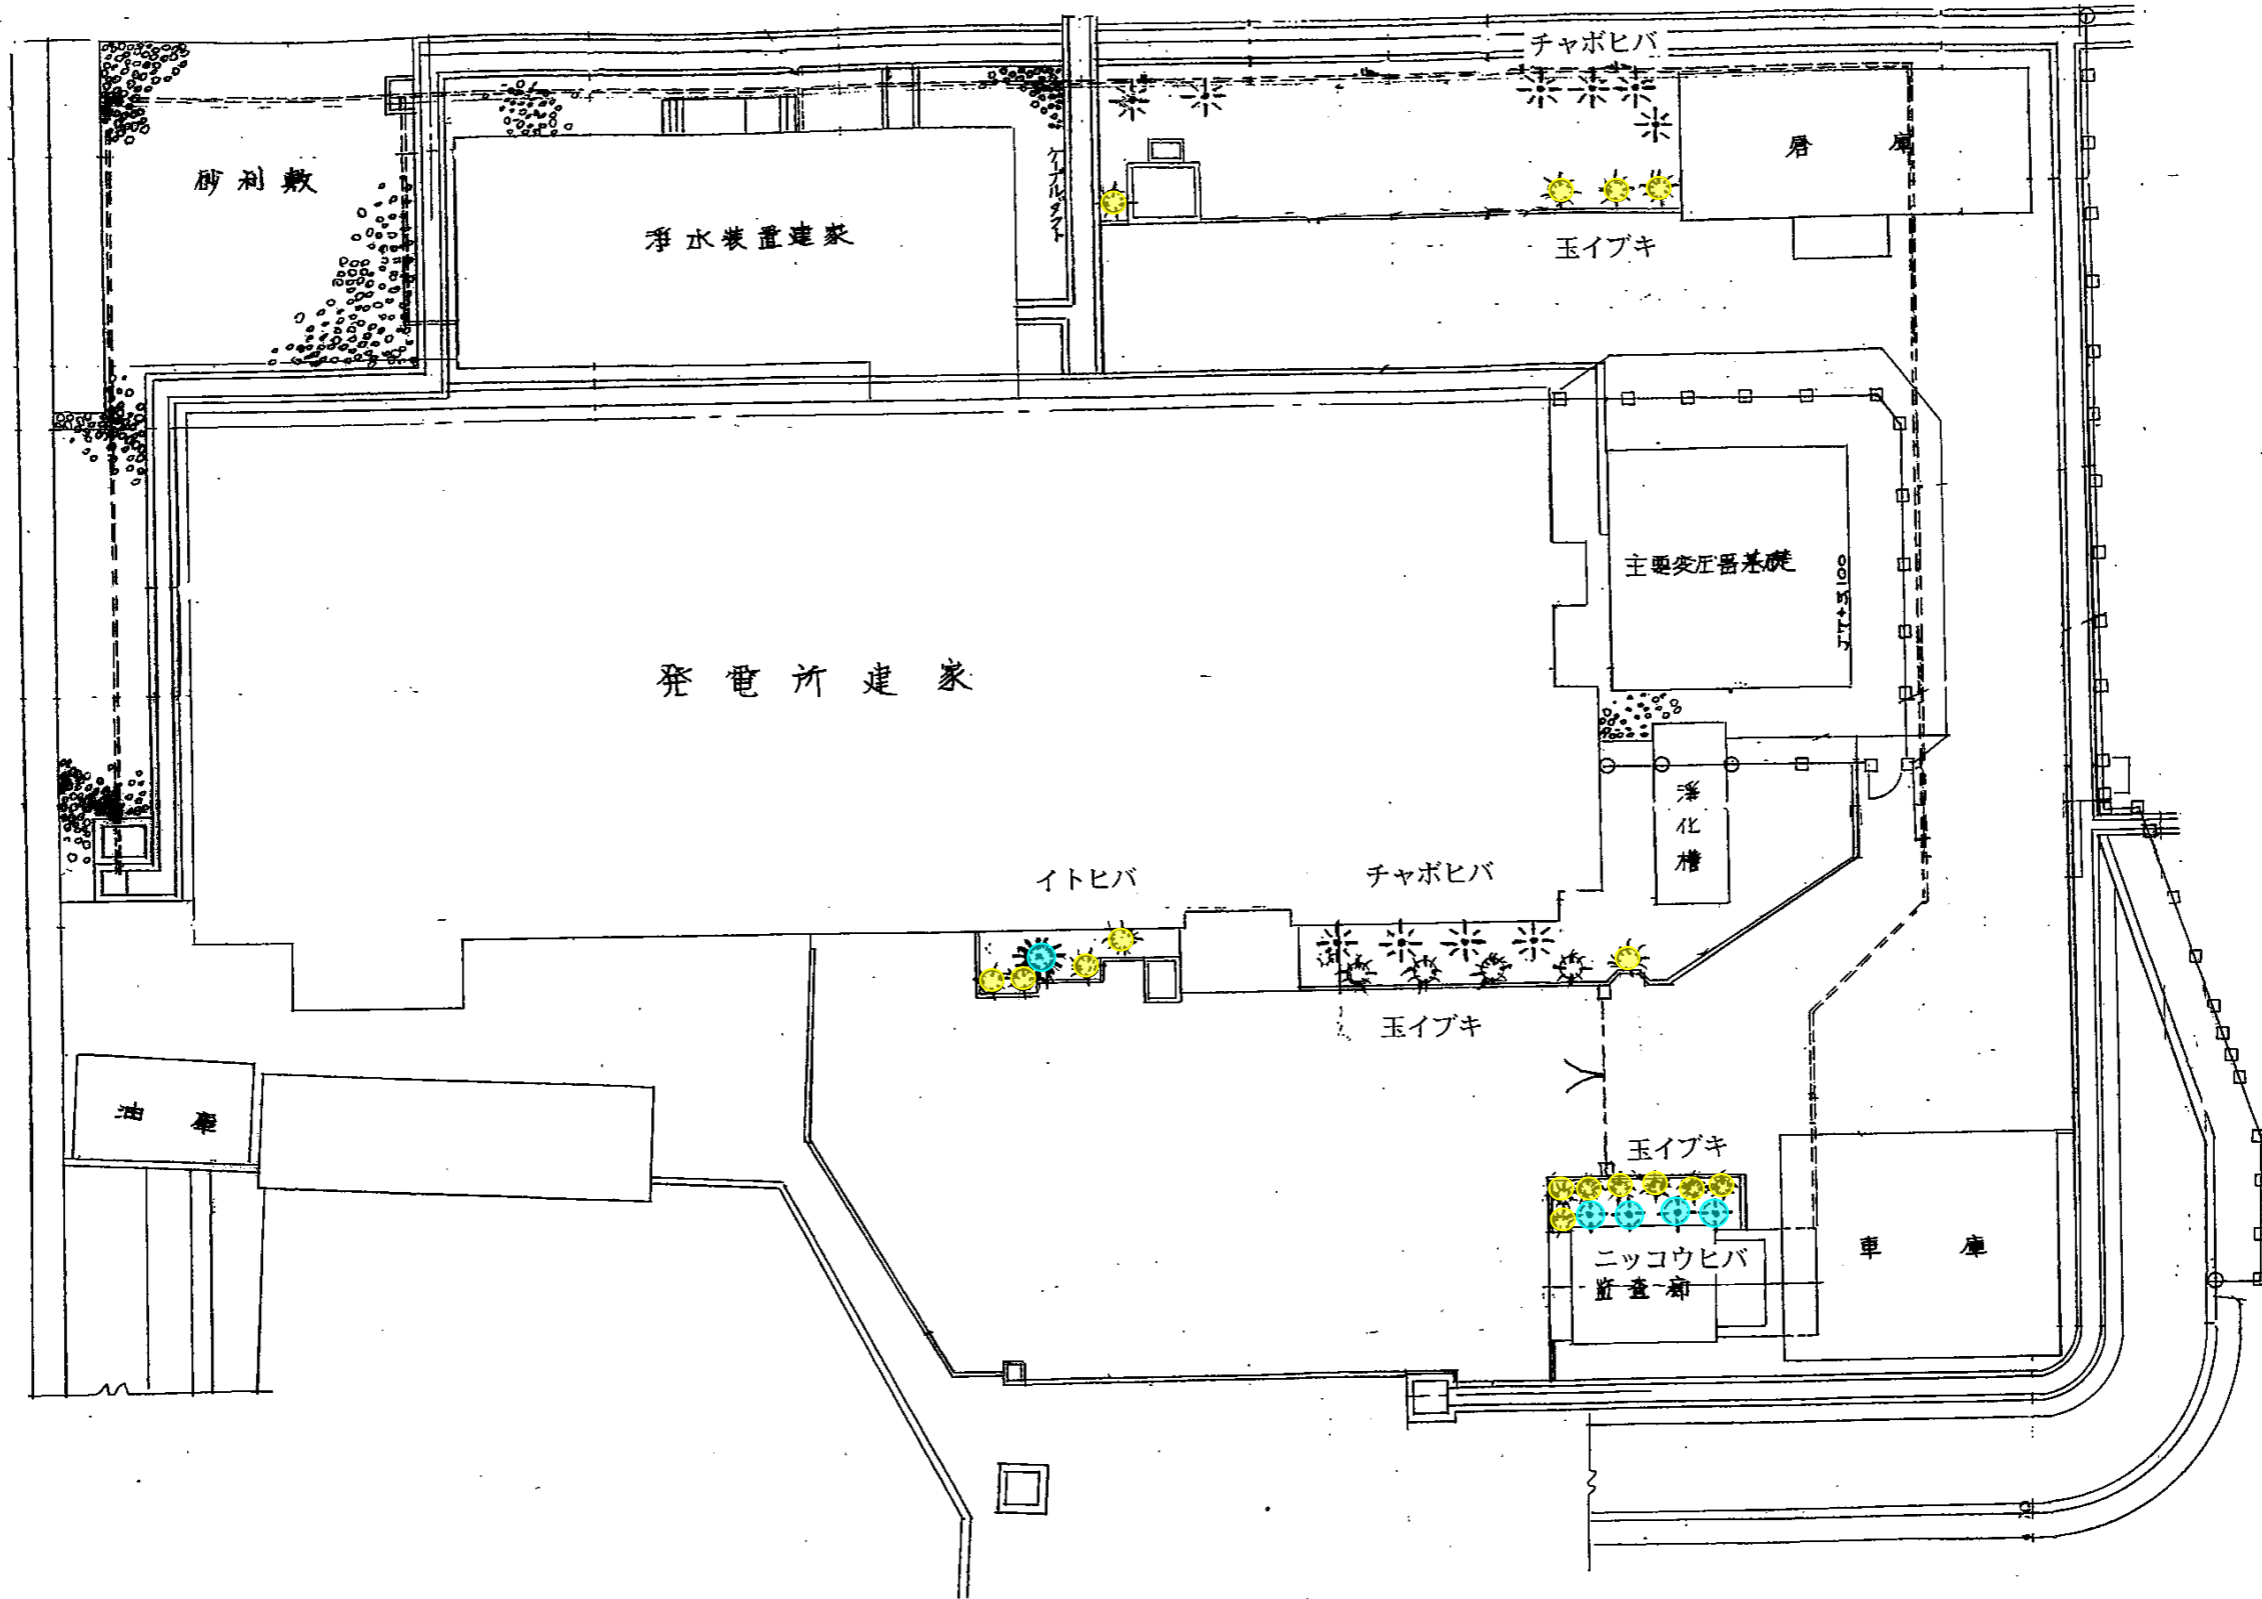 チャボヒバ
倉庫
砂利敷
ケーブルダクト
浄水装置建家
玉イブキ
主要変圧器基礎
発電所建家
浄化槽
イトヒバ
チャボヒバ
玉イブキ
油庫
玉イブキ
ニッコウヒバ
監査廊
車庫